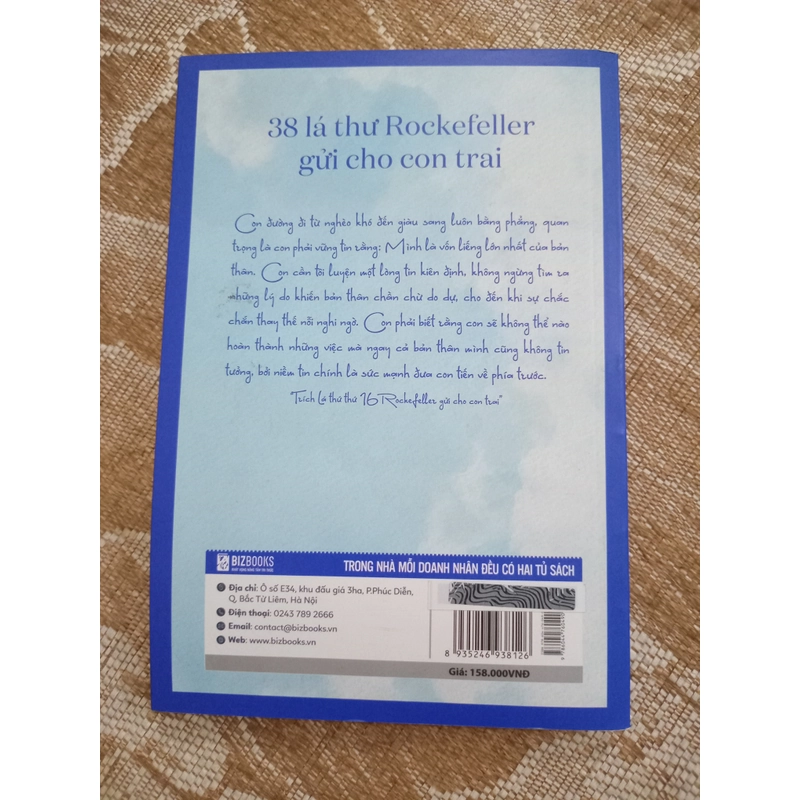 38 lá thư Rockefeller
gửi cho con trai
Con đường đi từ nghèo khó đến giàu sang luôn bằng phẳng, quan
trọng là con phải vững tin rằng: Mình là vốn liếng lớn nhất của bản
thân. Con cần tôi luyện một lòng tin kiên định, không ngừng tìm ra
những lý do khiến bản thân chần chừ do dự, cho đến khi sự chắc
chắn thay thế nỗi nghi ngờ. Con phải biết rằng con sẽ không thể nào
hoàn thành những việc mà ngay cả bản thân mình cũng không tin
tưởng, bởi niềm tin chính là sức mạnh đưa con tiến về phía trước.
"Trích Lá thư thứ 16 Rockefeller gửi cho con trai"
BIZBOOKS
TRONG NHÀ MỖI DOANH NHÂN ĐỀU CÓ HAI TỦ SÁCH
Địa chỉ: Ô số E34, khu đấu giá 3ha, P.Phúc Diễn,
Q. Bắc Từ Liêm, Hà Nội
Điện thoại: 0243 789 2666
Email: contact@bizbooks.vn
Web: www.bizbooks.vn
8 935246 938126
Giá: 158.000VNĐ